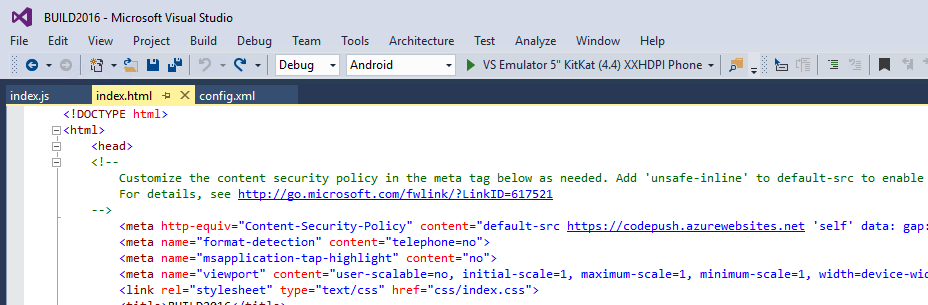 BUILD2016 - Microsoft Visual Studio
File Edit View Project Build Debug Team Tools Architecture Test Analyze Window Help
Debug Android VS Emulator 5" KitKat (4.4) XXHDPI Phone
index.js index.html config.xml
<!DOCTYPE html>
<html>
<head>
<!--
Customize the content security policy in the meta tag below as needed. Add 'unsafe-inline' to default-src to enable
For details, see http://go.microsoft.com/fwlink/?LinkID=617521
-->
<meta http-equiv="Content-Security-Policy" content="default-src https://codepush.azurewebsites.net 'self' data: gap:
<meta name="format-detection" content="telephone=no">
<meta name="msapplication-tap-highlight" content="no">
<meta name="viewport" content="user-scalable=no, initial-scale=1, maximum-scale=1, minimum-scale=1, width=device-wid
<link rel="stylesheet" type="text/css" href="css/index.css">
<title>BUILD2016</title>